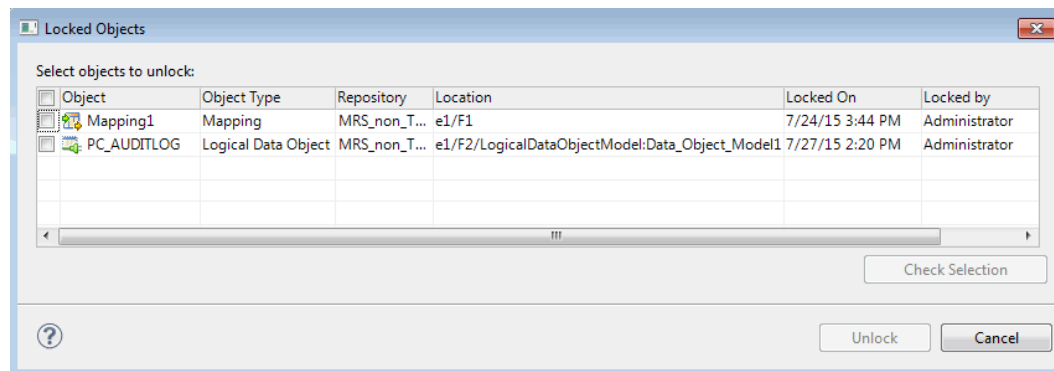 Locked Objects
Select objects to unlock:
Object Object Type Repository Location Locked On Locked by
Mapping1 Mapping MRS_non_T... e1/F1 7/24/15 3:44 PM Administrator
PC_AUDITLOG Logical Data Object MRS_non_T... e1/F2/LogicalDataObjectModel:Data_Object_Model1 7/27/15 2:20 PM Administrator
Check Selection
?
Unlock Cancel